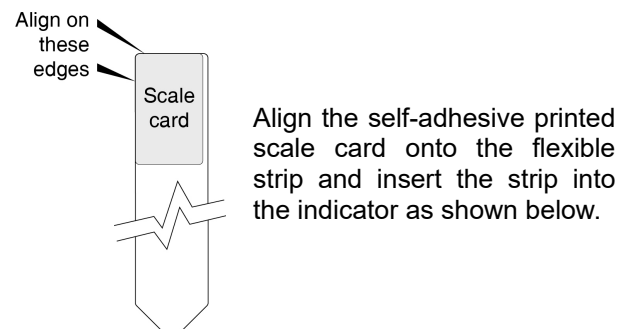 Align on
these
edges
Scale
card
Align the self-adhesive printed
scale card onto the flexible
strip and insert the strip into
the indicator as shown below.